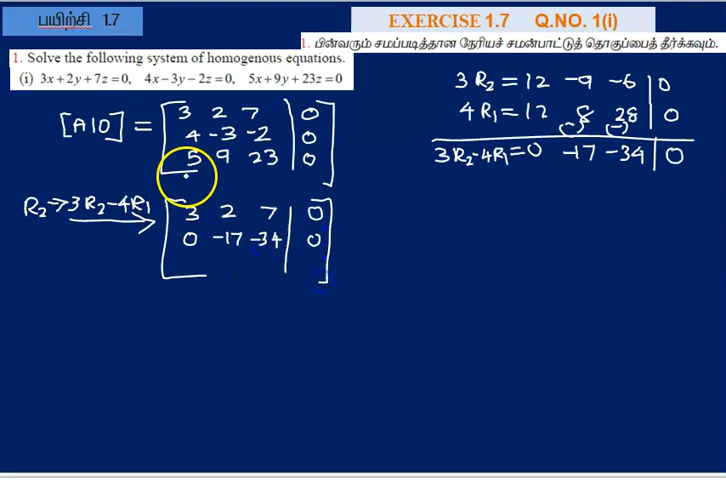 பயிற்சி 1.7
EXERCISE 1.7 Q.NO. 1(i)
1. பின்வரும் சமப்படித்தான நேரியச் சமன்பாட்டுத் தொகுப்பைத் தீர்க்கவும்.
1. Solve the following system of homogenous equations.
(i) 3x+2y+7z=0, 4x−3y−2z=0, 5x+9y+23z=0
[A|0] =
3 2 7 | 0
4 -3 -2 | 0
5 9 23 | 0
R₂→3R₂-4R₁
3 2 7 | 0
0 -17 -34 | 0
3R₂ = 12 -9 -6 | 0
4R₁ = 12 8 28 | 0
(-) (-)
3R₂-4R₁ = 0 -17 -34 | 0